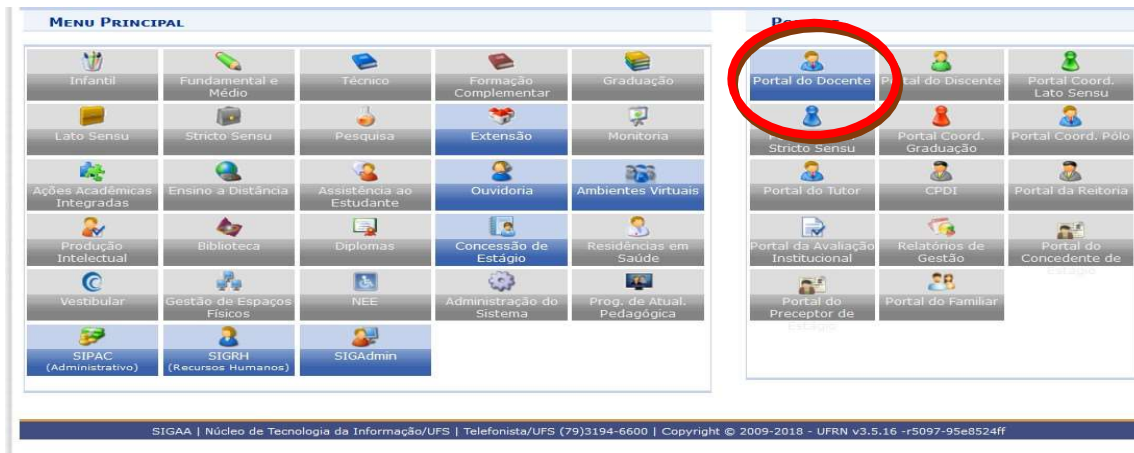 MENU PRINCIPAL
Infantil
Fundamental e
Médio
Técnico
Formação
Complementar
Graduação
Lato Sensu
Stricto Sensu
Pesquisa
Extensão
Monitoria
Ações Acadêmicas
Integradas
Ensino a Distância
Assistência ao
Estudante
Ouvidoria
Ambientes Virtuais
Produção
Intelectual
Biblioteca
Diplomas
Concessão de
Estágio
Residências em
Saúde
Vestibular
Gestão de Espaços
Físicos
NEE
Administração do
Sistema
Prog. de Atual.
Pedagógica
SIPAC
(Administrativo)
SIGRH
(Recursos Humanos)
SIGAdmin
Portal do Docente
do Discente
Portal Coord.
Lato Sensu
Stricto Sensu
Portal Coord.
Graduação
Portal Coord. Pólo
Portal do Tutor
CPDI
Portal da Reitoria
Portal da Avaliação
Institucional
Relatórios de
Gestão
Portal do
Concedente de
Estágio
Portal do
Preceptor de
Estágio
Portal do Familiar
SIGAA | Núcleo de Tecnologia da Informação/UFS | Telefonista/UFS (79)3194-6600 | Copyright © 2009-2018 - UFRN v3.5.16 -r5097-95e8524ff